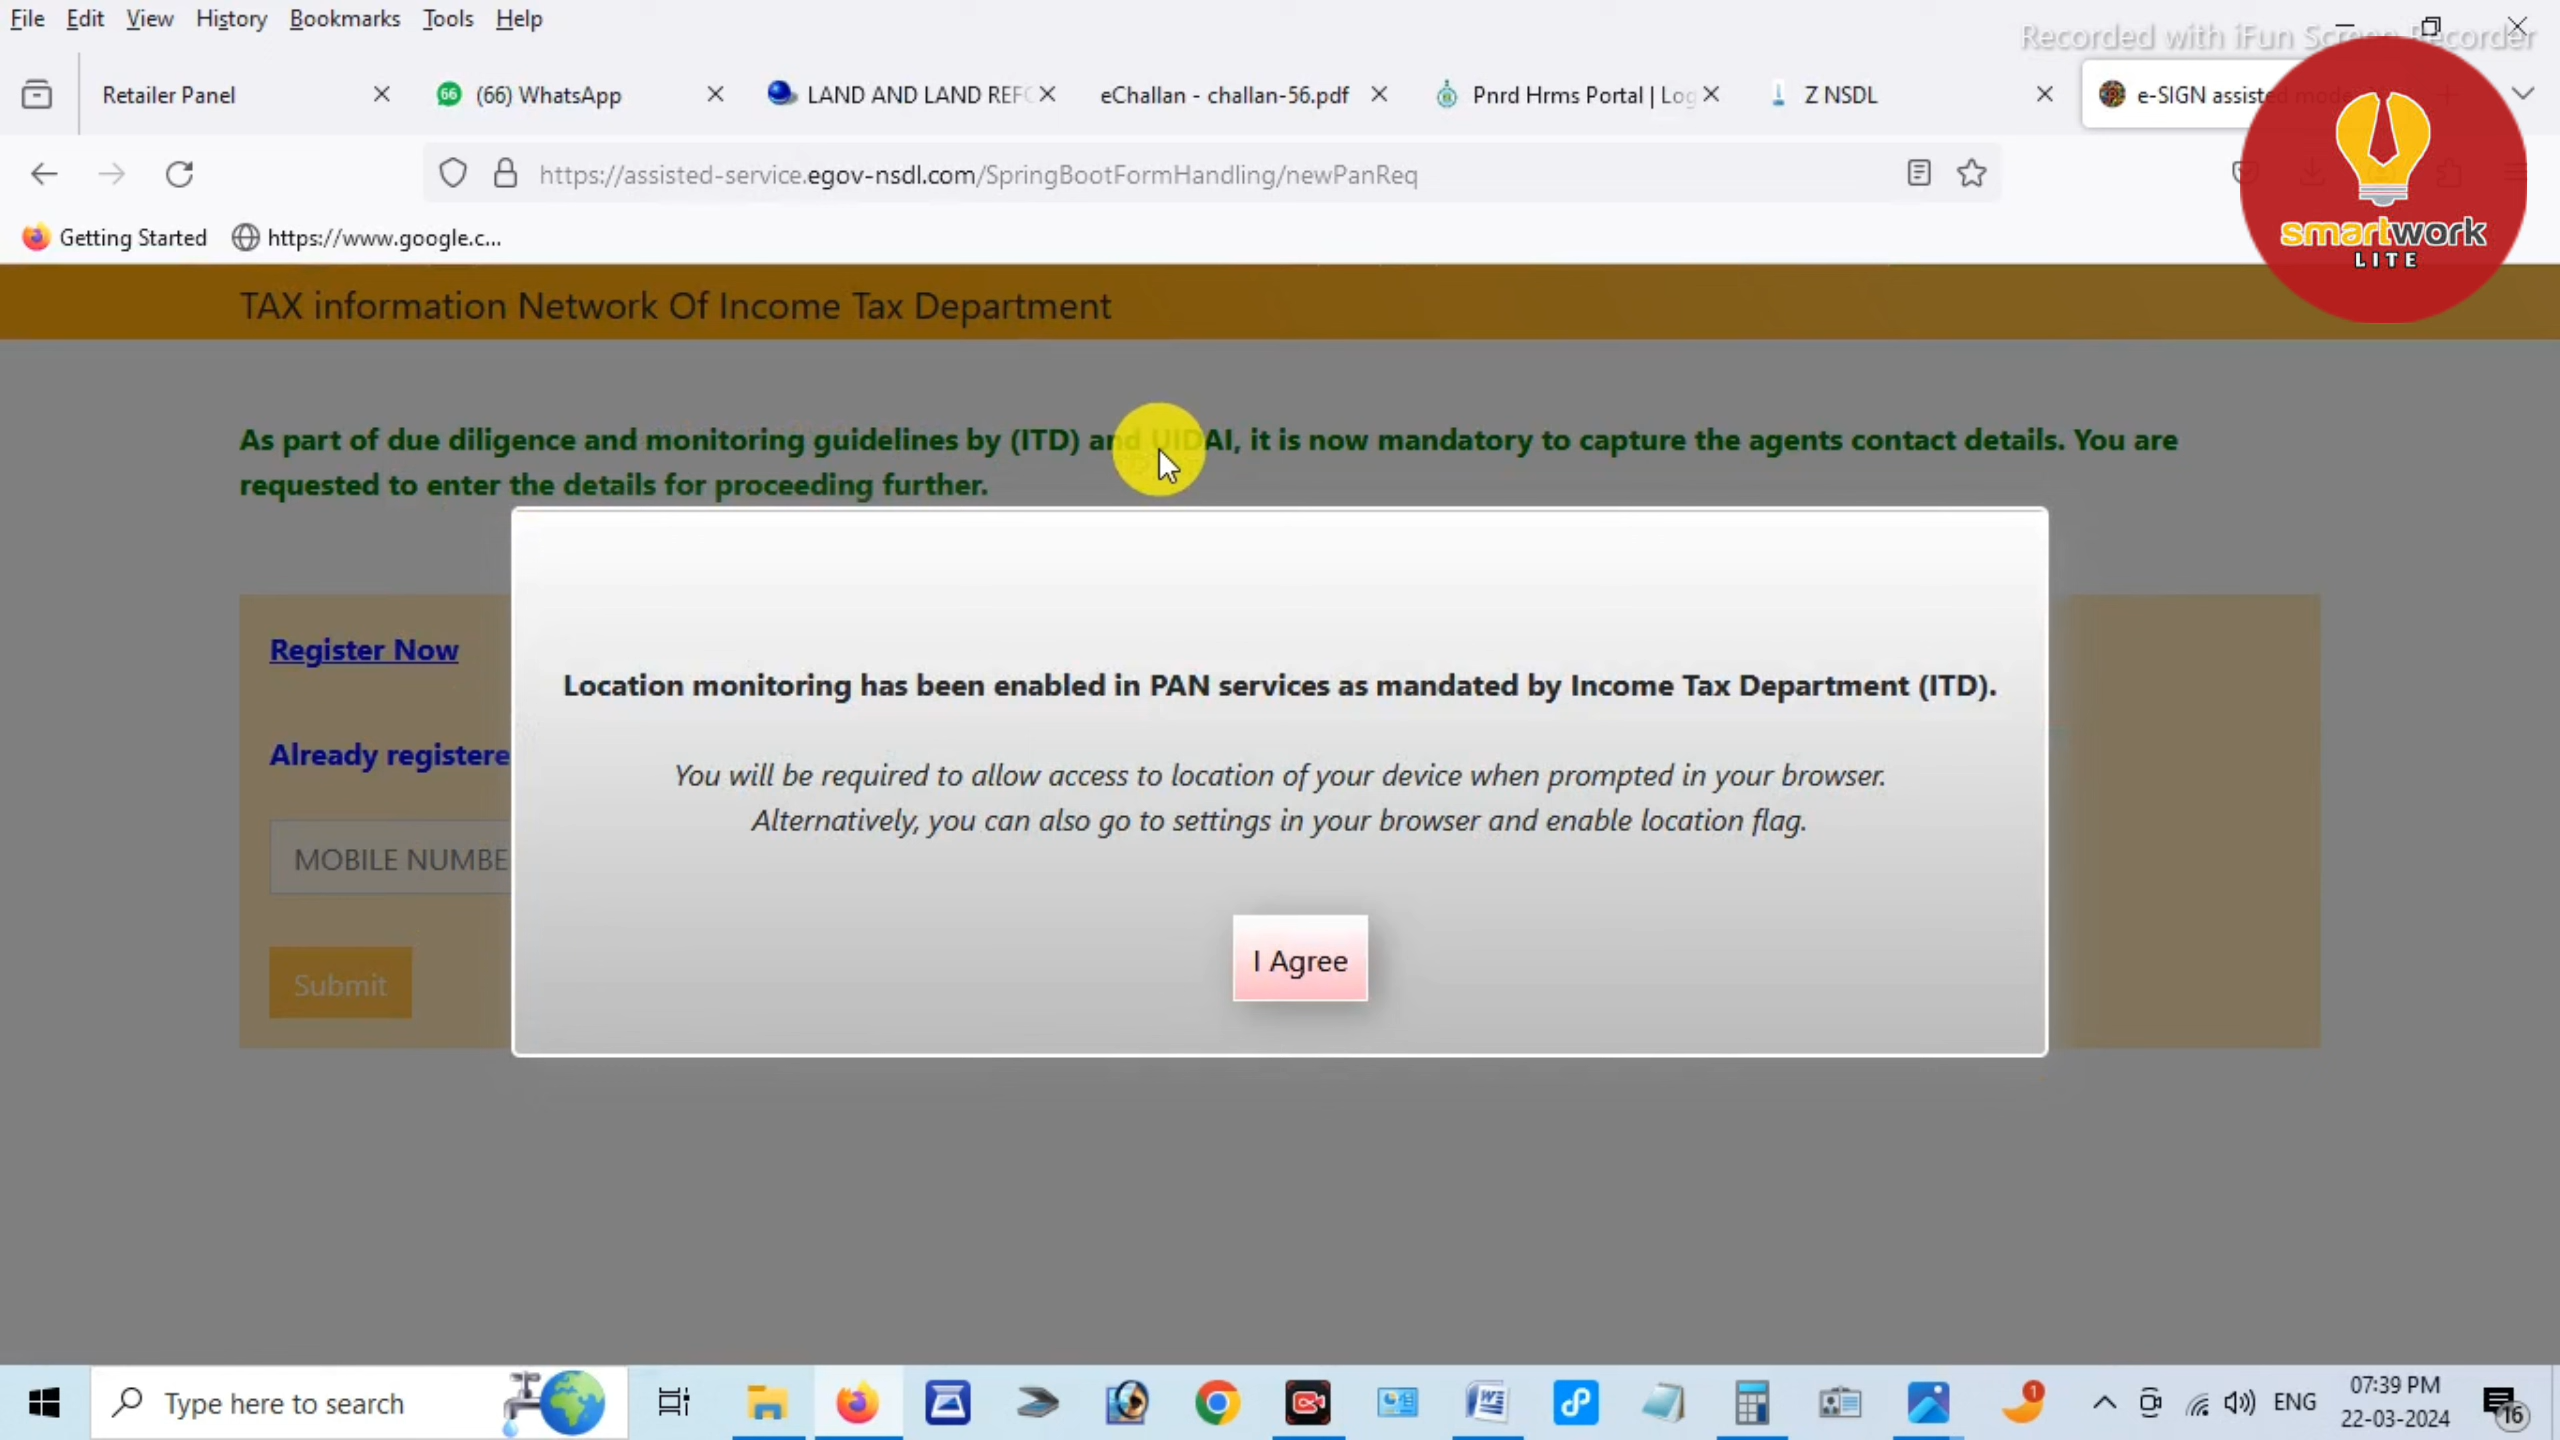 File Edit View History Bookmarks Tools Help
Recorded with iFun Screen Recorder
Retailer Panel
66 (66) WhatsApp
LAND AND LAND REFC
eChallan - challan-56.pdf
Pnrd Hrms Portal | Log
Z NSDL
e-SIGN assisted mode
https://assisted-service.egov-nsdl.com/SpringBootFormHandling/newPanReq
Getting Started https://www.google.c...
smartwork
LITE
TAX information Network Of Income Tax Department
As part of due diligence and monitoring guidelines by (ITD) and UIDAI, it is now mandatory to capture the agents contact details. You are
requested to enter the details for proceeding further.
Register Now
Already registere
MOBILE NUMBE
Submit
Location monitoring has been enabled in PAN services as mandated by Income Tax Department (ITD).
You will be required to allow access to location of your device when prompted in your browser.
Alternatively, you can also go to settings in your browser and enable location flag.
I Agree
Type here to search
1
ENG
07:39 PM
22-03-2024
16